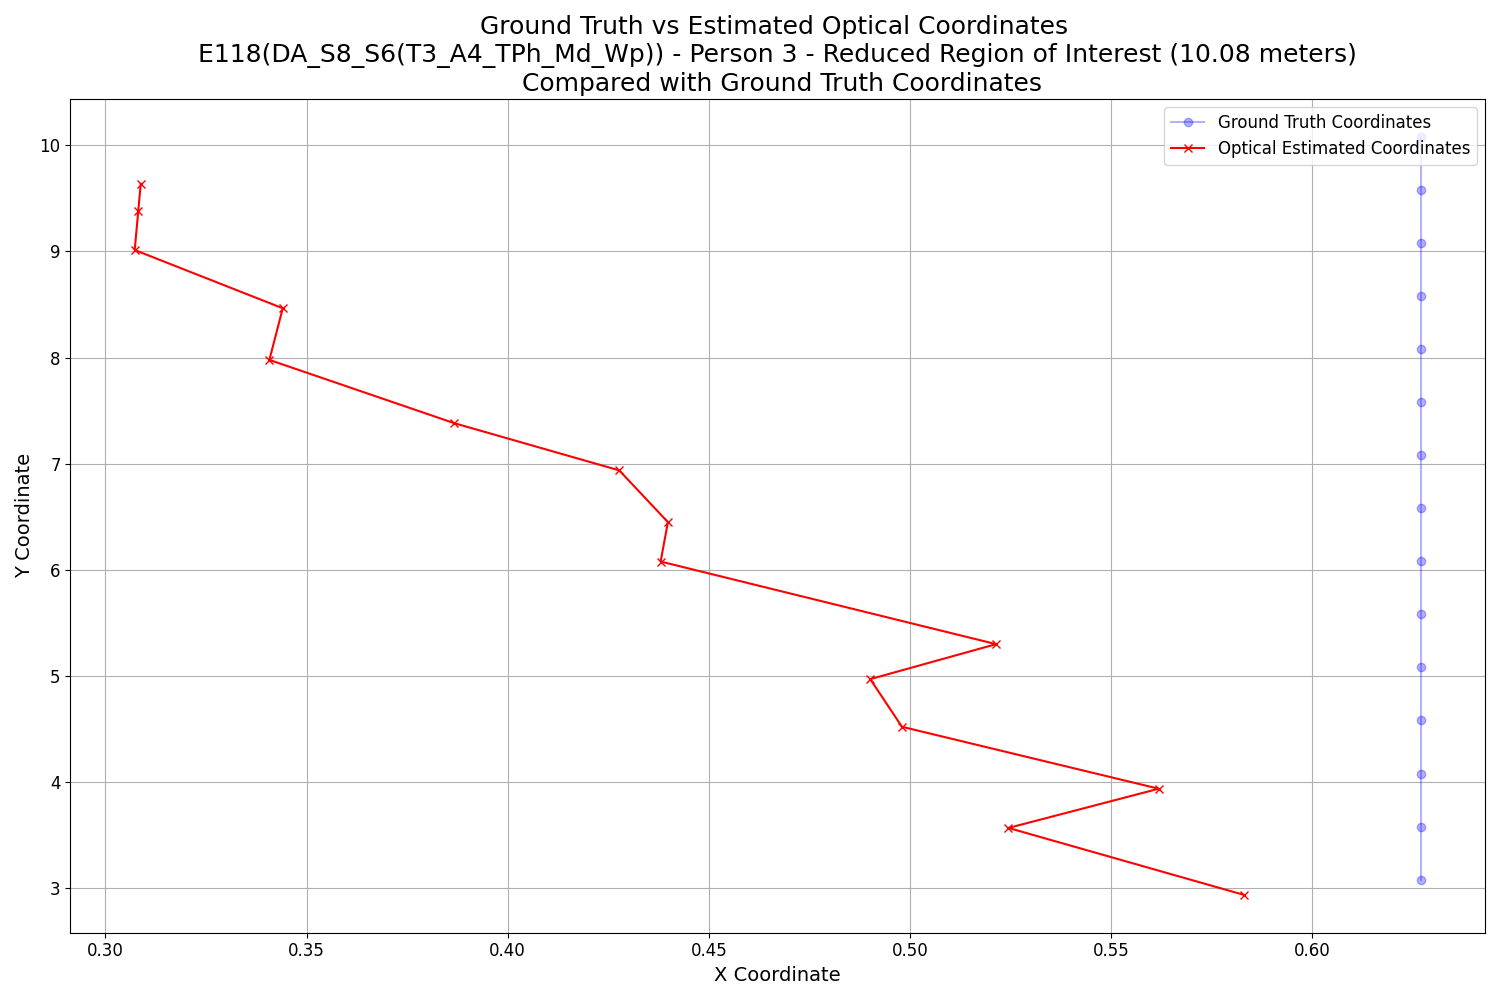 Ground Truth vs Estimated Optical Coordinates
E118(DA_S8_S6(T3_A4_TPh_Md_Wp)) - Person 3 - Reduced Region of Interest (10.08 meters)
Compared with Ground Truth Coordinates
Ground Truth Coordinates
Optical Estimated Coordinates
Y Coordinate
10
9
8
7
6
5
4
3
0.30
0.35
0.40
0.45
0.50
0.55
0.60
X Coordinate